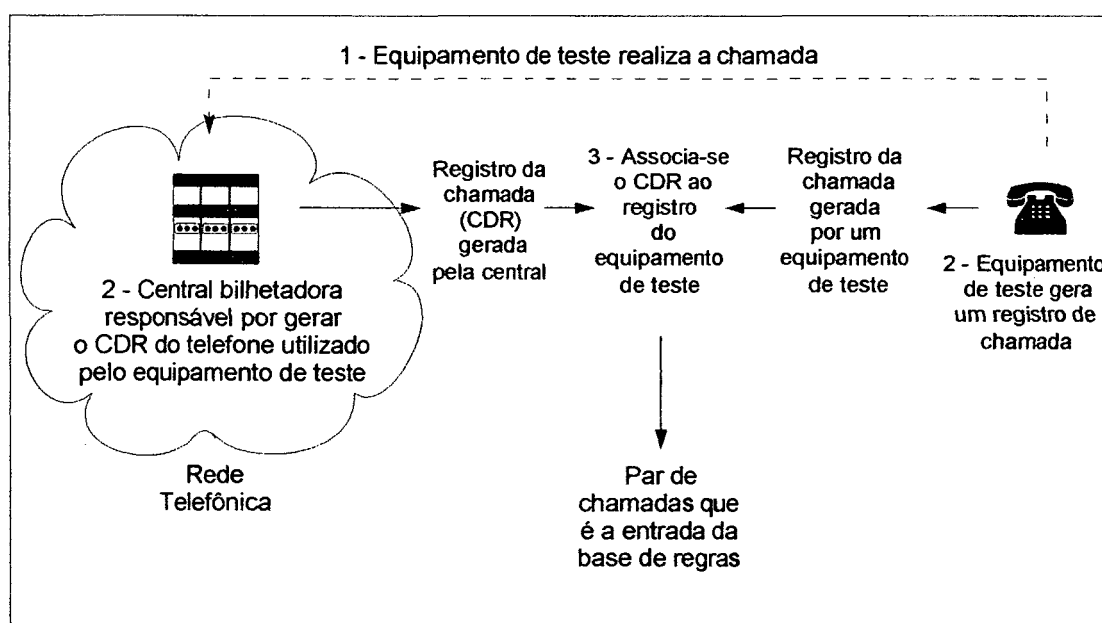 1 - Equipamento de teste realiza a chamada
2 - Central bilhetadora
responsável por gerar
o CDR do telefone utilizado
pelo equipamento de teste
Rede
Telefônica
Registro da
chamada
(CDR)
gerada
pela central
3 - Associa-se
o CDR ao
registro
do
equipamento
de teste
Registro da
chamada
gerada
por um
equipamento
de teste
2 - Equipamento
de teste gera
um registro de
chamada
Par de
chamadas que
é a entrada da
base de regras